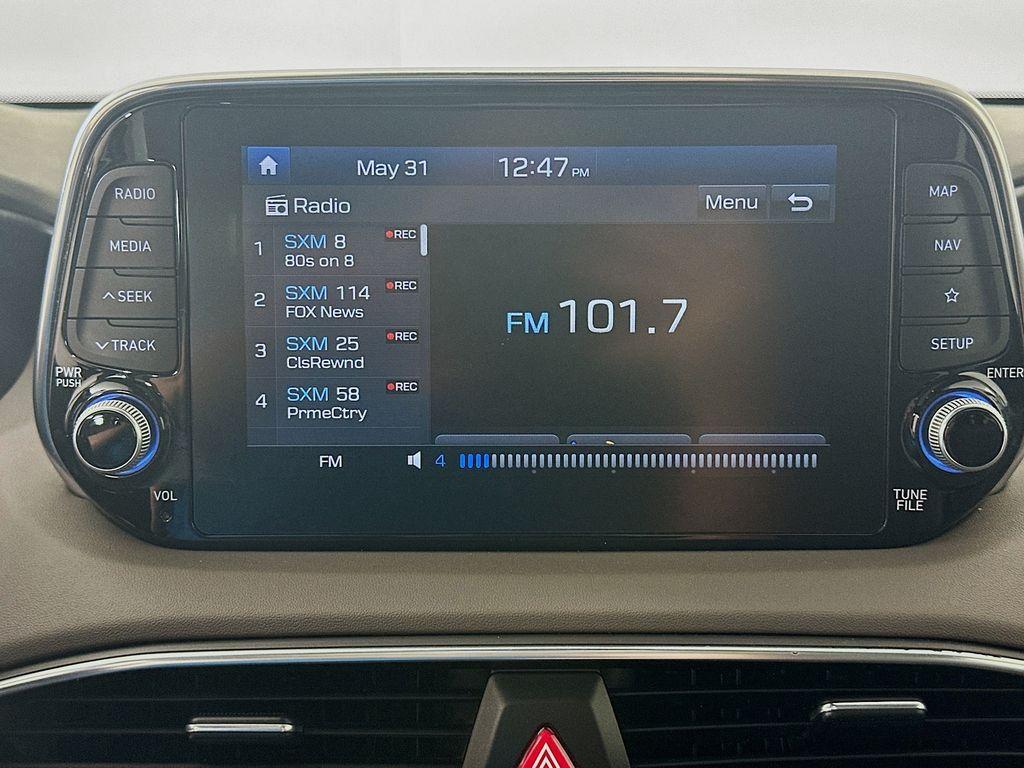 May 31 12:47 PM
Radio Menu
1 SXM 8 REC
80s on 8
2 SXM 114 REC
FOX News
3 SXM 25 REC
ClsRewnd
4 SXM 58 REC
PrmeCtry
FM 101.7
FM 4
RADIO
MEDIA
SEEK
TRACK
PWR
PUSH
VOL
MAP
NAV
SETUP
ENTER
TUNE
FILE